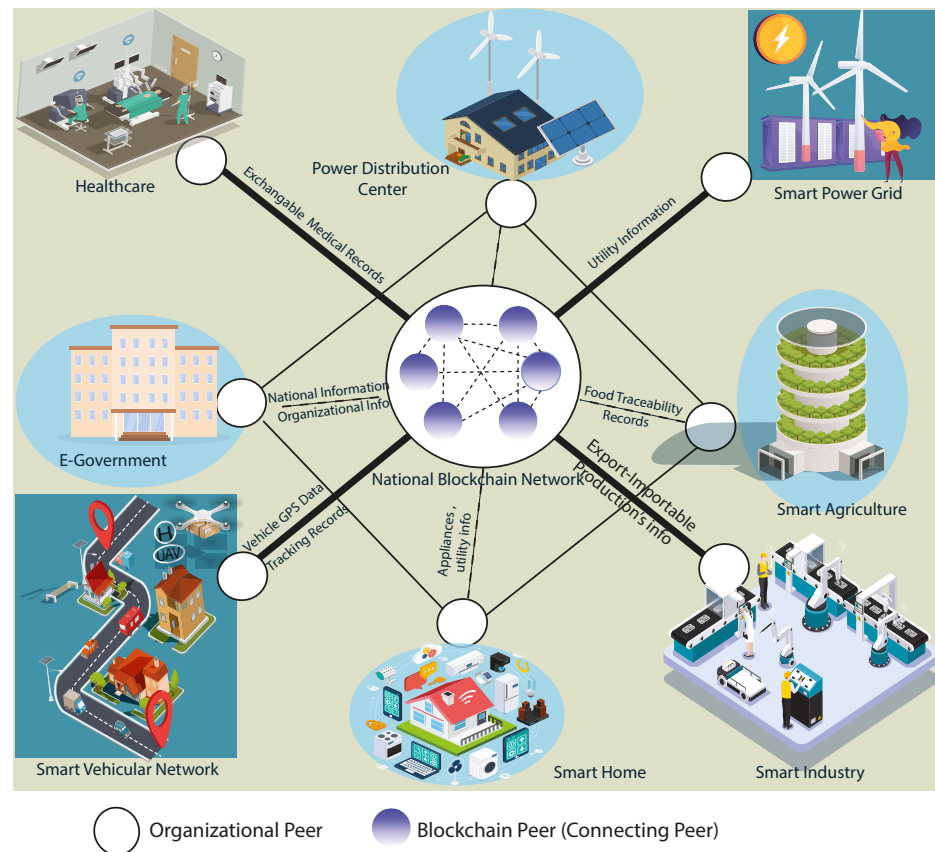 Healthcare
Power Distribution
Center
Smart Power Grid
Exchangable Medical Records
Utility Information
National Information
Organizational Info
Food Traceability
Records
E-Government
National Blockchain Network
Smart Agriculture
Vehicle GPS Data
Tracking Records
Appliances ,
utility info
Export-Importable
Production's info
H
UAV
Smart Vehicular Network
Smart Home
Smart Industry
Organizational Peer
Blockchain Peer (Connecting Peer)